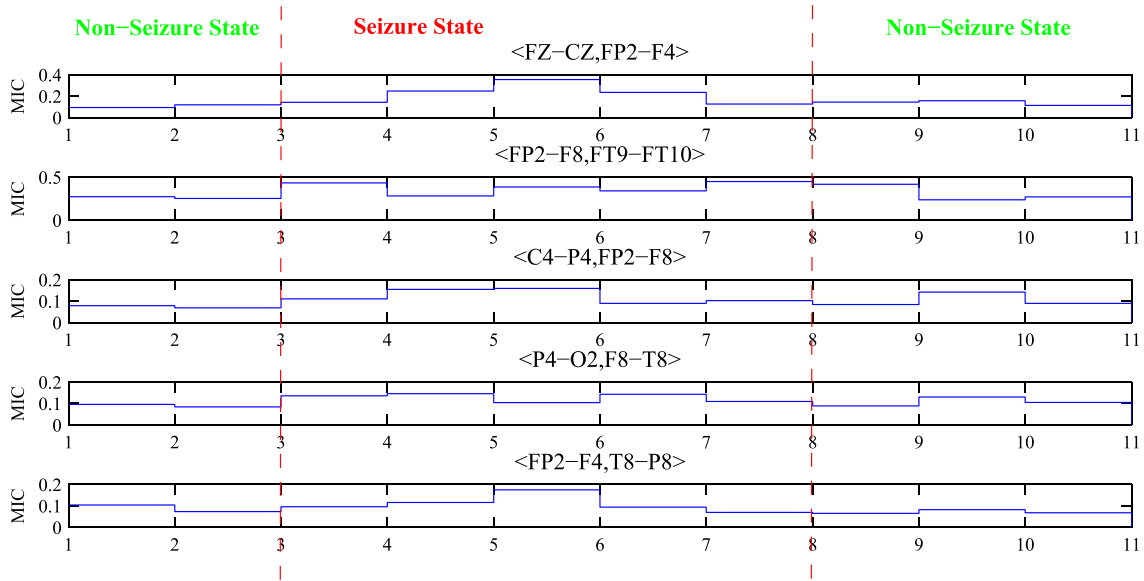 Non−Seizure State Seizure State Non−Seizure State
<FZ−CZ,FP2−F4>
MIC
0.4
0.2
0
1 2 3 4 5 6 7 8 9 10 11
<FP2−F8,FT9−FT10>
MIC
0.5
0
1 2 3 4 5 6 7 8 9 10 11
<C4−P4,FP2−F8>
MIC
0.2
0.1
0
1 2 3 4 5 6 7 8 9 10 11
<P4−O2,F8−T8>
MIC
0.2
0.1
0
1 2 3 4 5 6 7 8 9 10 11
<FP2−F4,T8−P8>
MIC
0.2
0.1
0
1 2 3 4 5 6 7 8 9 10 11